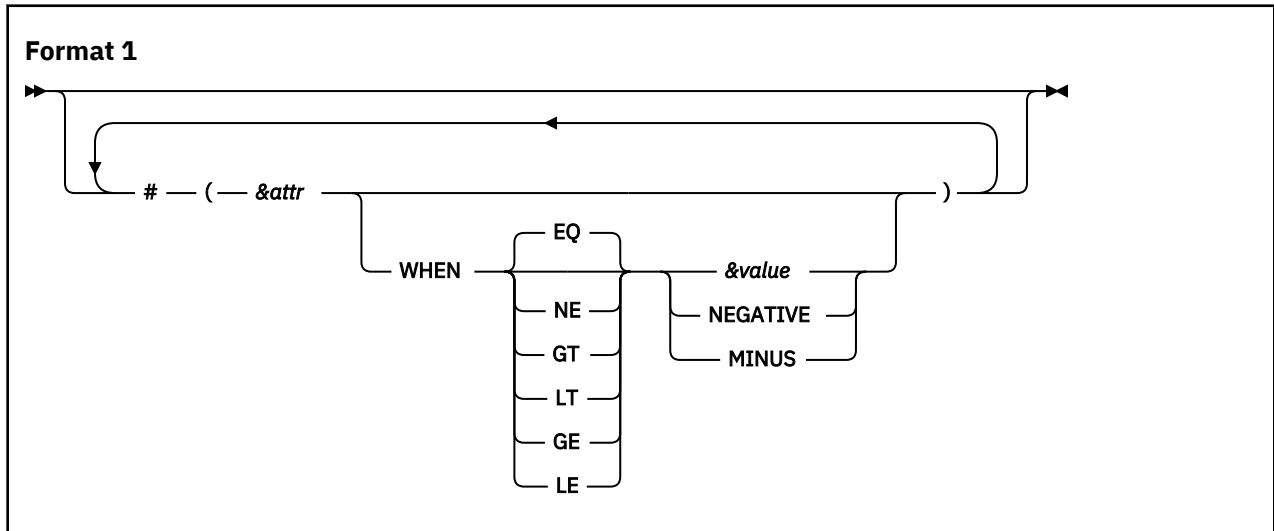 Format 1
# ( &attr )
EQ
WHEN &value
NE NEGATIVE
GT MINUS
LT
GE
LE